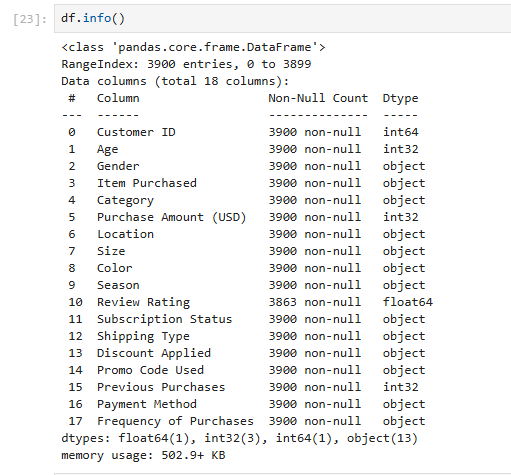 [23]: df.info()
<class 'pandas.core.frame.DataFrame'>
RangeIndex: 3900 entries, 0 to 3899
Data columns (total 18 columns):
 #   Column                  Non-Null Count  Dtype
---  ------                  --------------  -----
 0   Customer ID             3900 non-null   int64
 1   Age                     3900 non-null   int32
 2   Gender                  3900 non-null   object
 3   Item Purchased          3900 non-null   object
 4   Category                3900 non-null   object
 5   Purchase Amount (USD)   3900 non-null   int32
 6   Location                3900 non-null   object
 7   Size                    3900 non-null   object
 8   Color                   3900 non-null   object
 9   Season                  3900 non-null   object
 10  Review Rating           3863 non-null   float64
 11  Subscription Status     3900 non-null   object
 12  Shipping Type           3900 non-null   object
 13  Discount Applied        3900 non-null   object
 14  Promo Code Used         3900 non-null   object
 15  Previous Purchases      3900 non-null   int32
 16  Payment Method          3900 non-null   object
 17  Frequency of Purchases  3900 non-null   object
dtypes: float64(1), int32(3), int64(1), object(13)
memory usage: 502.9+ KB